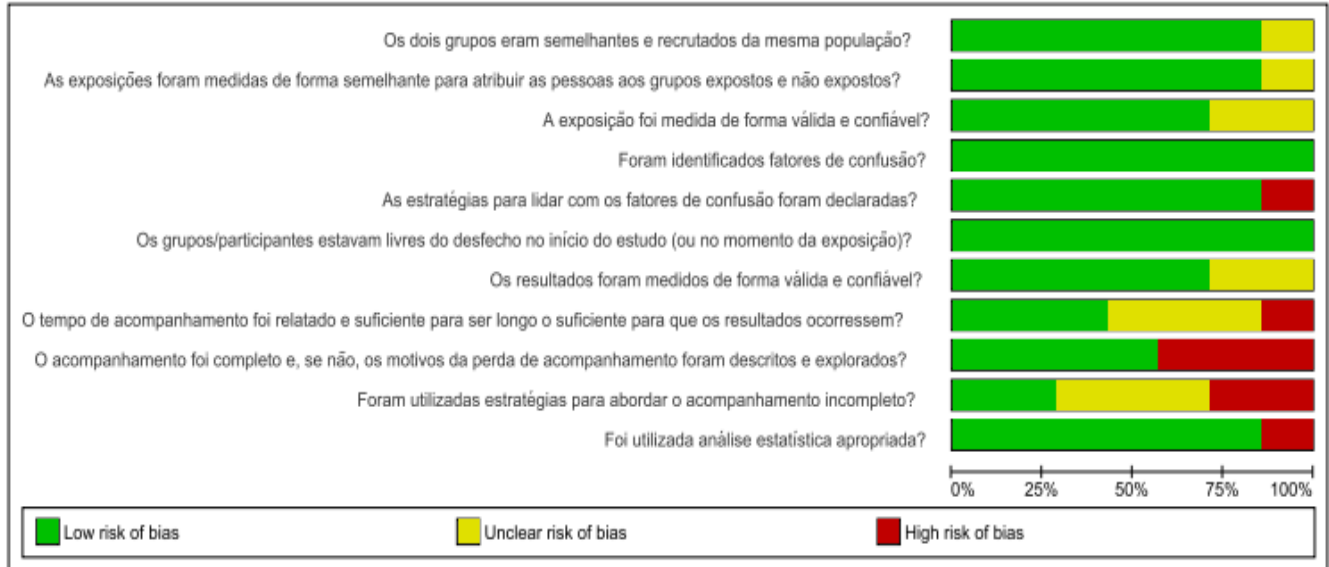 Os dois grupos eram semelhantes e recrutados da mesma população?
As exposições foram medidas de forma semelhante para atribuir as pessoas aos grupos expostos e não expostos?
A exposição foi medida de forma válida e confiável?
Foram identificados fatores de confusão?
As estratégias para lidar com os fatores de confusão foram declaradas?
Os grupos/participantes estavam livres do desfecho no início do estudo (ou no momento da exposição)?
Os resultados foram medidos de forma válida e confiável?
O tempo de acompanhamento foi relatado e suficiente para ser longo o suficiente para que os resultados ocorressem?
O acompanhamento foi completo e, se não, os motivos da perda de acompanhamento foram descritos e explorados?
Foram utilizadas estratégias para abordar o acompanhamento incompleto?
Foi utilizada análise estatística apropriada?
0% 25% 50% 75% 100%
Low risk of bias Unclear risk of bias High risk of bias